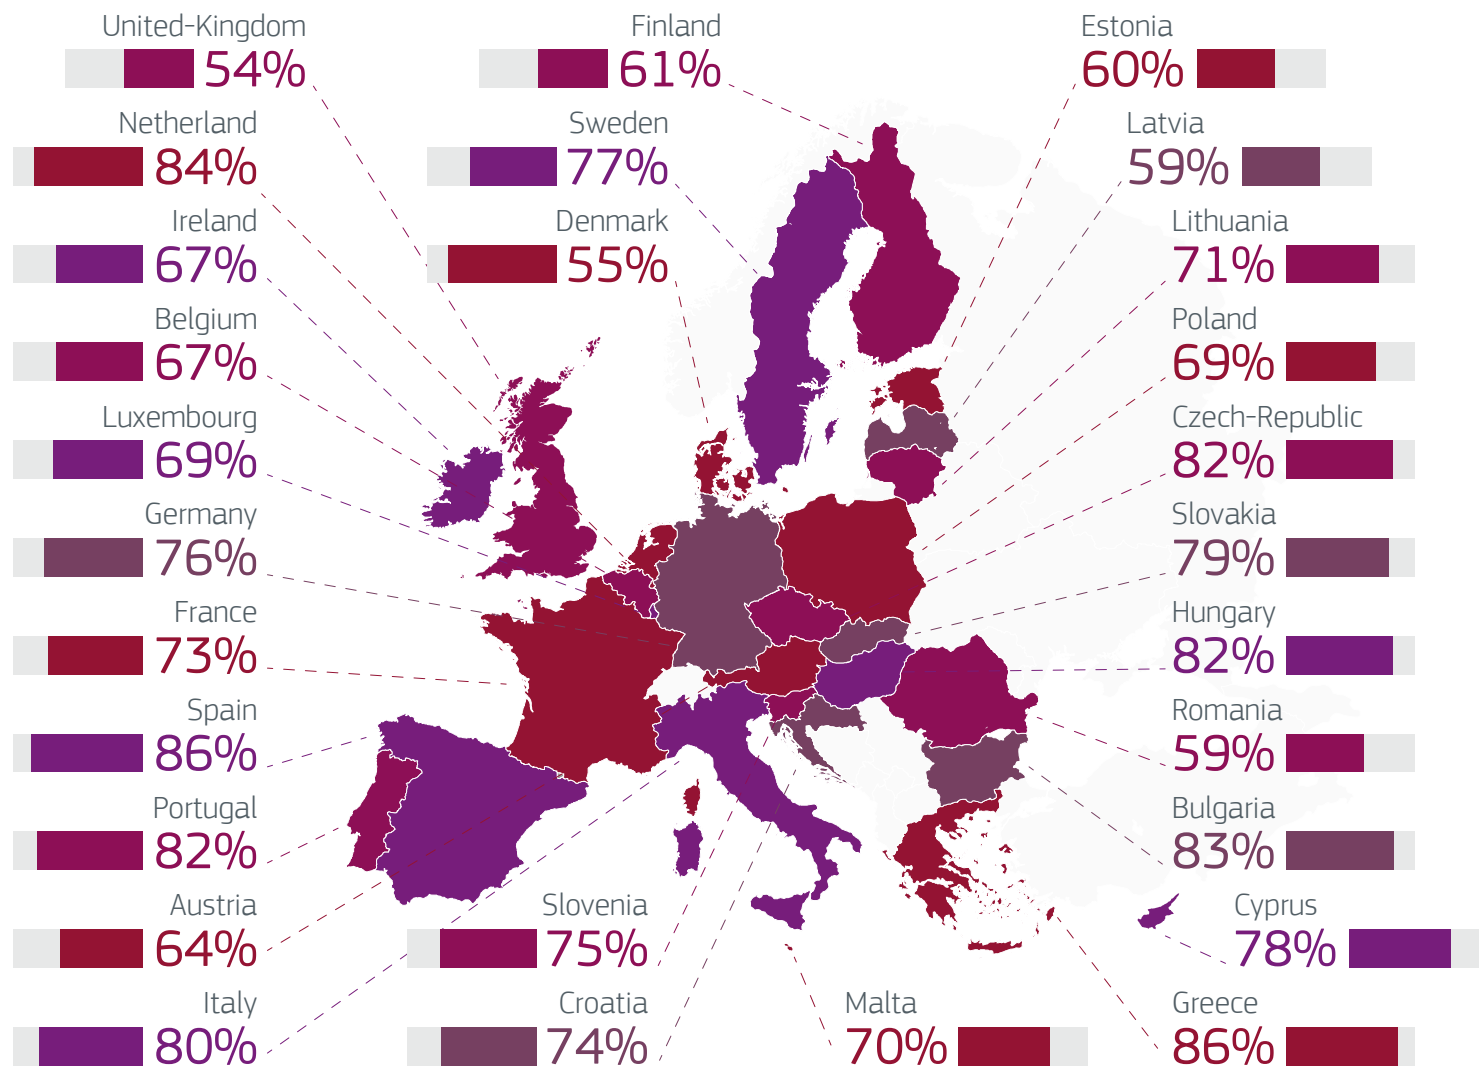 United-Kingdom
54%
Netherland
84%
Ireland
67%
Belgium
67%
Luxembourg
69%
Germany
76%
France
73%
Spain
86%
Portugal
82%
Austria
64%
Italy
80%
Finland
61%
Sweden
77%
Denmark
55%
Slovenia
75%
Croatia
74%
Malta
70%
Estonia
60%
Latvia
59%
Lithuania
71%
Poland
69%
Czech-Republic
82%
Slovakia
79%
Hungary
82%
Romania
59%
Bulgaria
83%
Cyprus
78%
Greece
86%